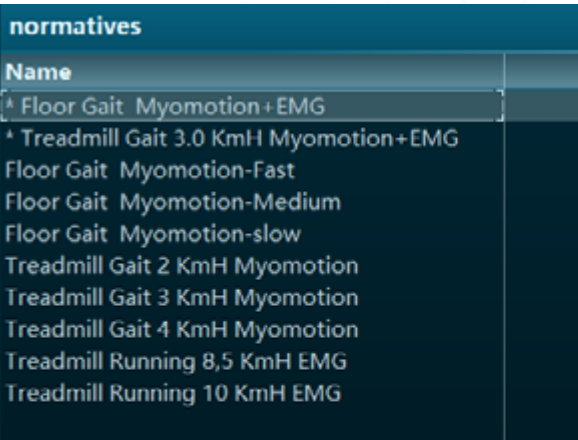 normatives
Name
* Floor Gait  Myomotion+EMG
* Treadmill Gait 3.0 KmH Myomotion+EMG
Floor Gait  Myomotion-Fast
Floor Gait  Myomotion-Medium
Floor Gait  Myomotion-slow
Treadmill Gait 2 KmH Myomotion
Treadmill Gait 3 KmH Myomotion
Treadmill Gait 4 KmH Myomotion
Treadmill Running 8,5 KmH EMG
Treadmill Running 10 KmH EMG